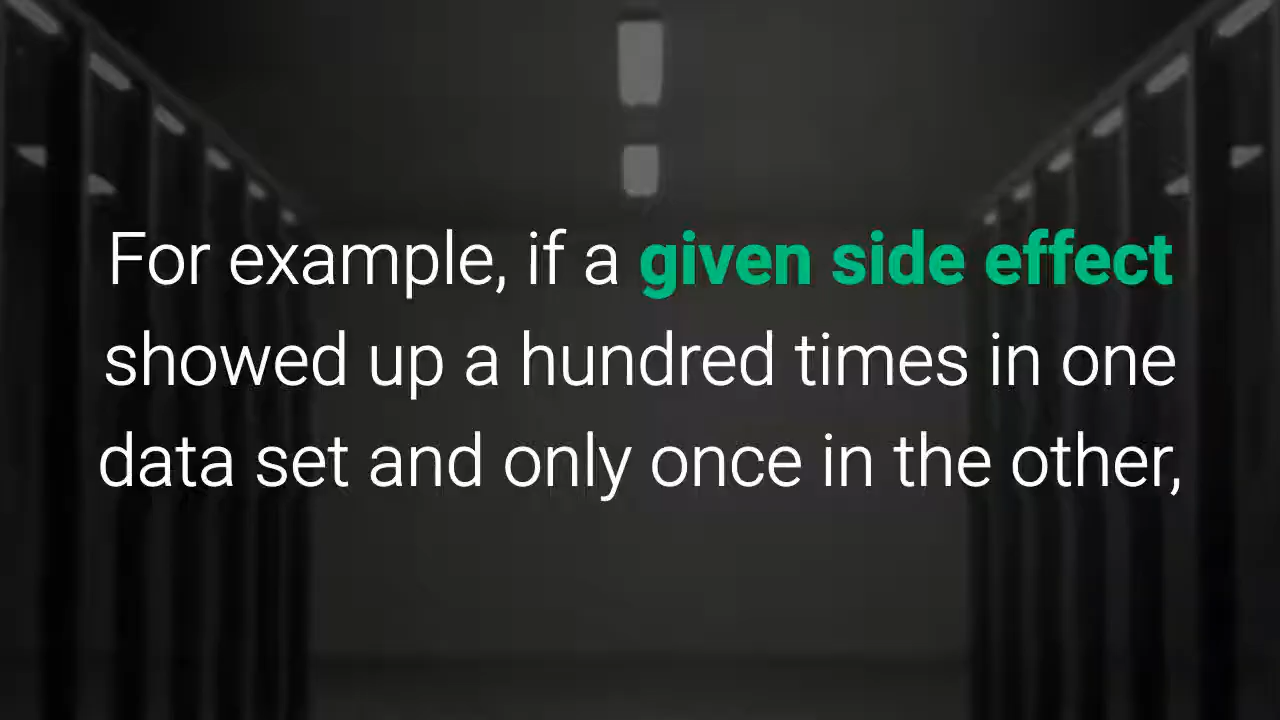 For example, if a given side effect
showed up a hundred times in one
data set and only once in the other,